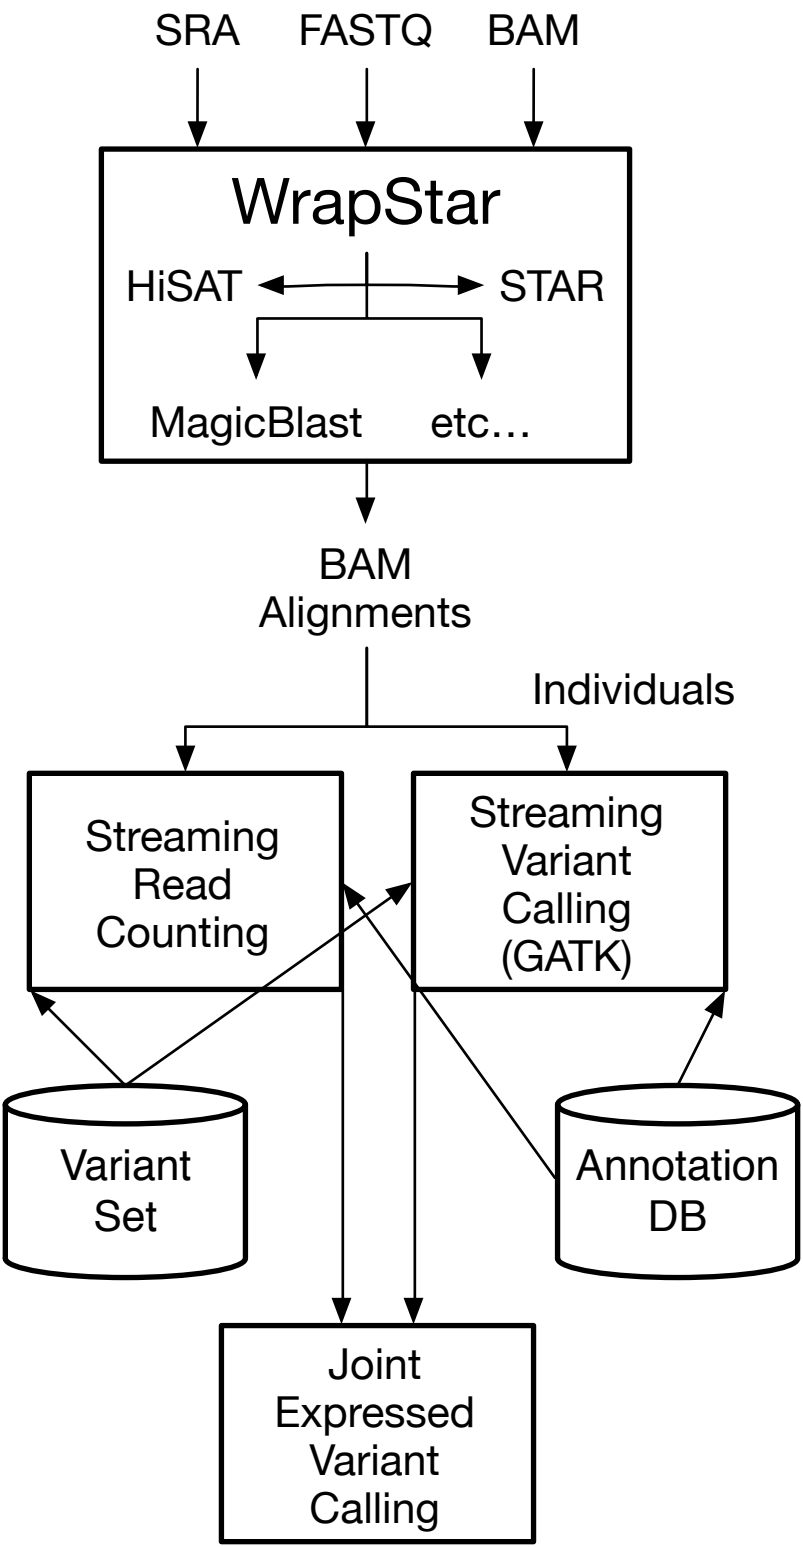 SRA FASTQ BAM
WrapStar
HiSAT STAR
MagicBlast etc...
BAM
Alignments
Individuals
Streaming
Read
Counting
Streaming
Variant
Calling
(GATK)
Variant
Set
Annotation
DB
Joint
Expressed
Variant
Calling